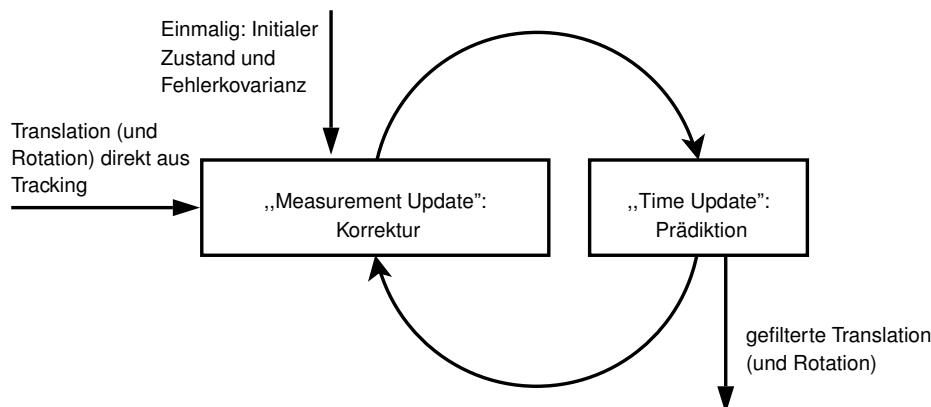 Einmalig: Initialer
Zustand und
Fehlerkovarianz
Translation (und
Rotation) direkt aus
Tracking
,,Measurement Update”:
Korrektur
,,Time Update”:
Prädiktion
gefilterte Translation
(und Rotation)